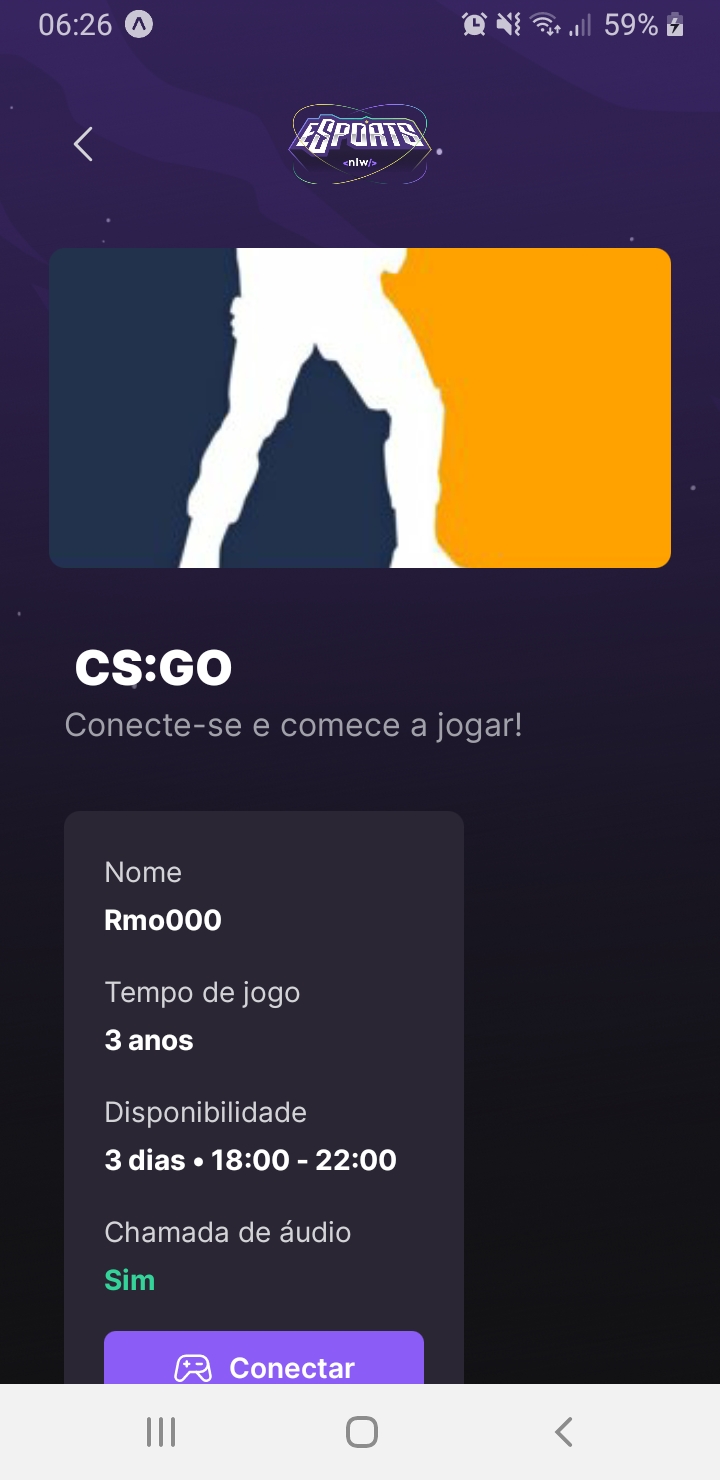 06:26
59%
ESPORTS
<nlw/>
CS:GO
Conecte-se e comece a jogar!
Nome
Rmo000
Tempo de jogo
3 anos
Disponibilidade
3 dias • 18:00 - 22:00
Chamada de áudio
Sim
Conectar